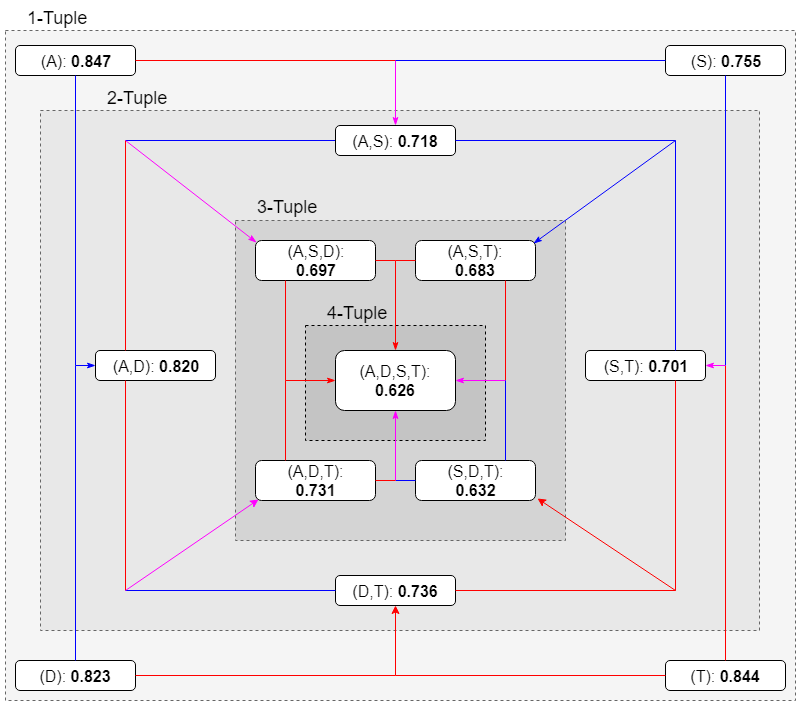 1-Tuple
(A): 0.847
(S): 0.755
2-Tuple
(A,S): 0.718
3-Tuple
(A,S,D):
0.697
(A,S,T):
0.683
4-Tuple
(A,D): 0.820
(A,D,S,T):
0.626
(S,T): 0.701
(A,D,T):
0.731
(S,D,T):
0.632
(D,T): 0.736
(D): 0.823
(T): 0.844